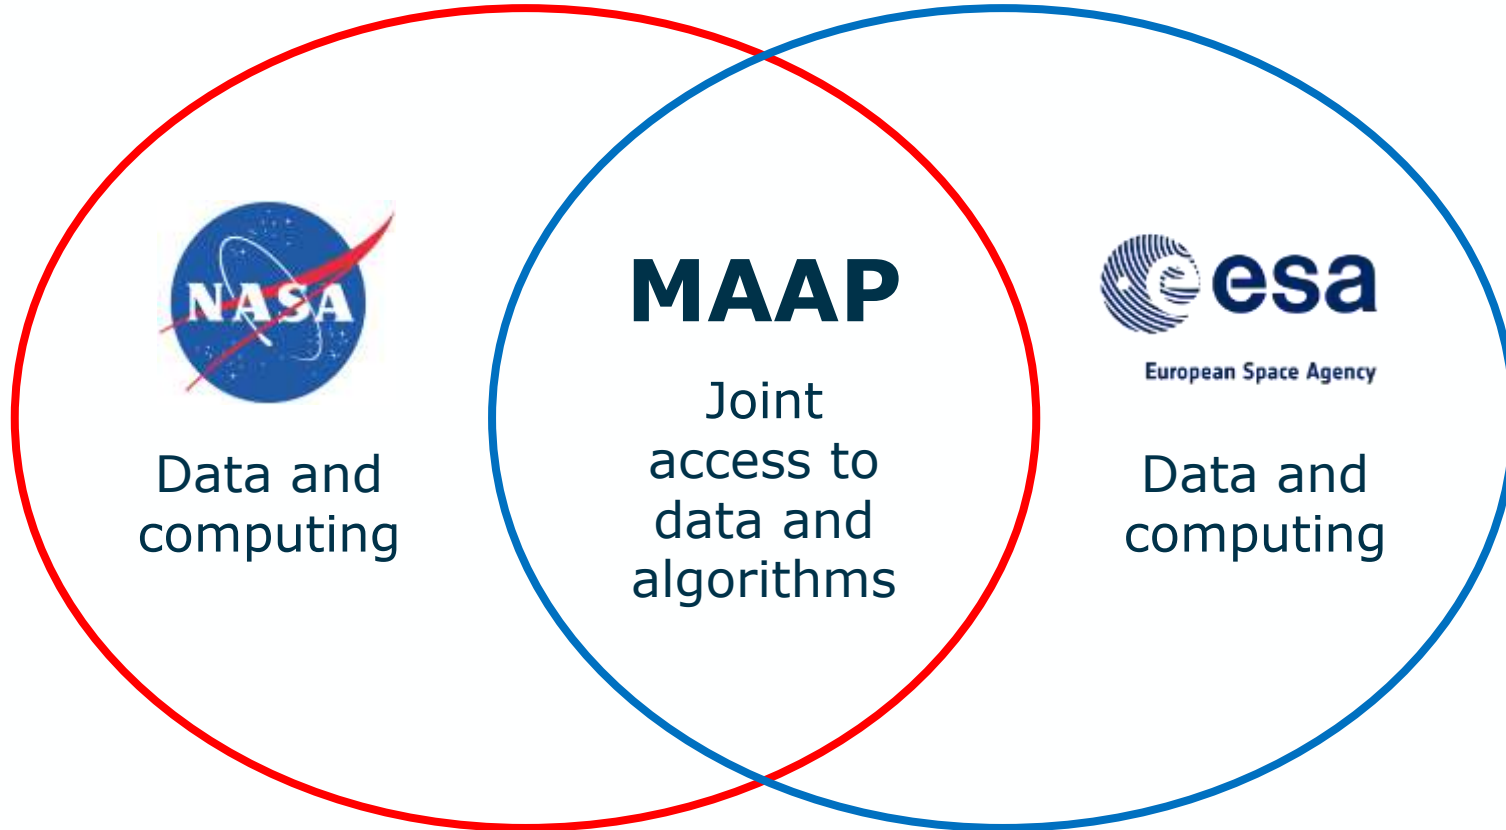 NASA
Data and
computing
MAAP
Joint
access to
data and
algorithms
esa
European Space Agency
Data and
computing